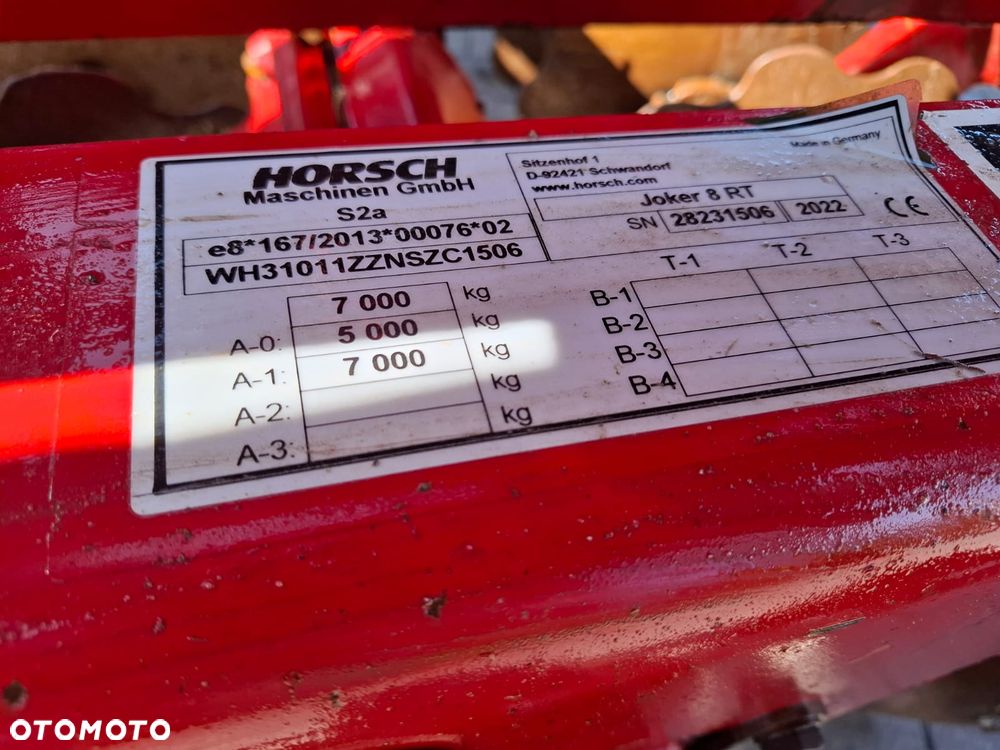 HORSCH
Maschinen GmbH
S2a
e8*167/2013*00076*02
WH31011ZZNSZC1506
Sitzenhof 1
D-92421 Schwandorf
www.horsch.com
Made in Germany
Joker 8 RT
SN 28231506 2022 CE
7 000 kg
A-0: 5 000 kg
A-1: 7 000 kg
A-2: kg
A-3: kg
T-1 T-2 T-3
B-1
B-2
B-3
B-4
OTOMOTO